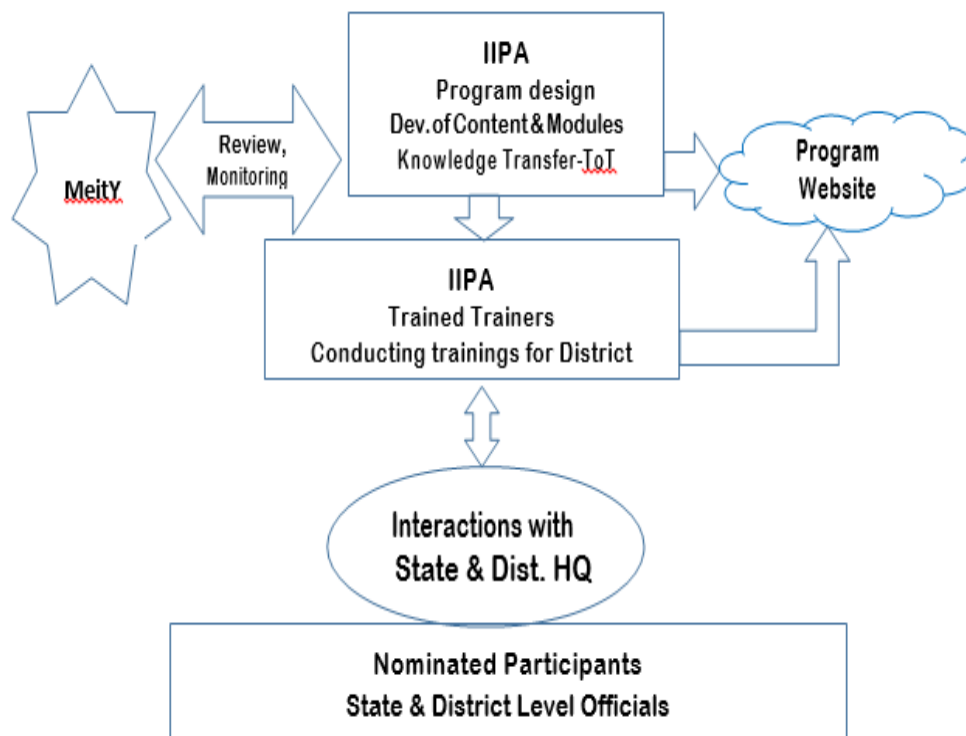 IIPA
Program design
Dev. of Content & Modules
Knowledge Transfer-ToT
Review,
Monitoring
MeitY
Program
Website
IIPA
Trained Trainers
Conducting trainings for District
Interactions with
State & Dist. HQ
Nominated Participants
State & District Level Officials